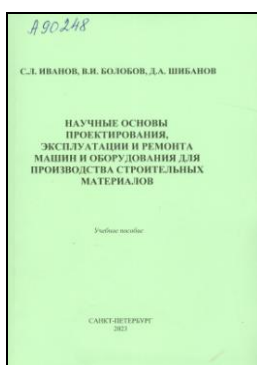 А 90248
С.Л. ИВАНОВ, В.И. БОЛОБОВ, Д.А. ШИБАНОВ
НАУЧНЫЕ ОСНОВЫ
ПРОЕКТИРОВАНИЯ,
ЭКСПЛУАТАЦИИ И РЕМОНТА
МАШИН И ОБОРУДОВАНИЯ ДЛЯ
ПРОИЗВОДСТВА СТРОИТЕЛЬНЫХ
МАТЕРИАЛОВ
Учебное пособие
САНКТ-ПЕТЕРБУРГ
2023